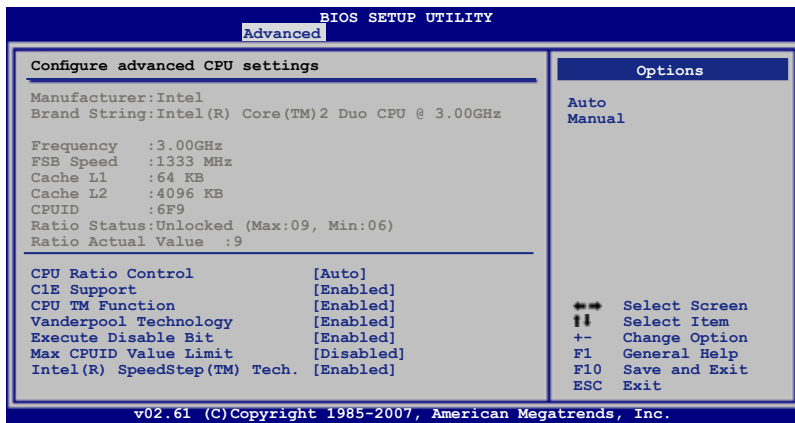 BIOS SETUP UTILITY
Advanced
Configure advanced CPU settings
Manufacturer:Intel
Brand String:Intel(R) Core(TM)2 Duo CPU @ 3.00GHz
Frequency :3.00GHz
FSB Speed :1333 MHz
Cache L1 :64 KB
Cache L2 :4096 KB
CPUID :6F9
Ratio Status:Unlocked (Max:09, Min:06)
Ratio Actual Value :9
CPU Ratio Control [Auto]
C1E Support [Enabled]
CPU TM Function [Enabled]
Vanderpool Technology [Enabled]
Execute Disable Bit [Enabled]
Max CPUID Value Limit [Disabled]
Intel(R) SpeedStep(TM) Tech. [Enabled]
Options
Auto
Manual
←→ Select Screen
↑↓ Select Item
+- Change Option
F1 General Help
F10 Save and Exit
ESC Exit
v02.61 (C)Copyright 1985-2007, American Megatrends, Inc.